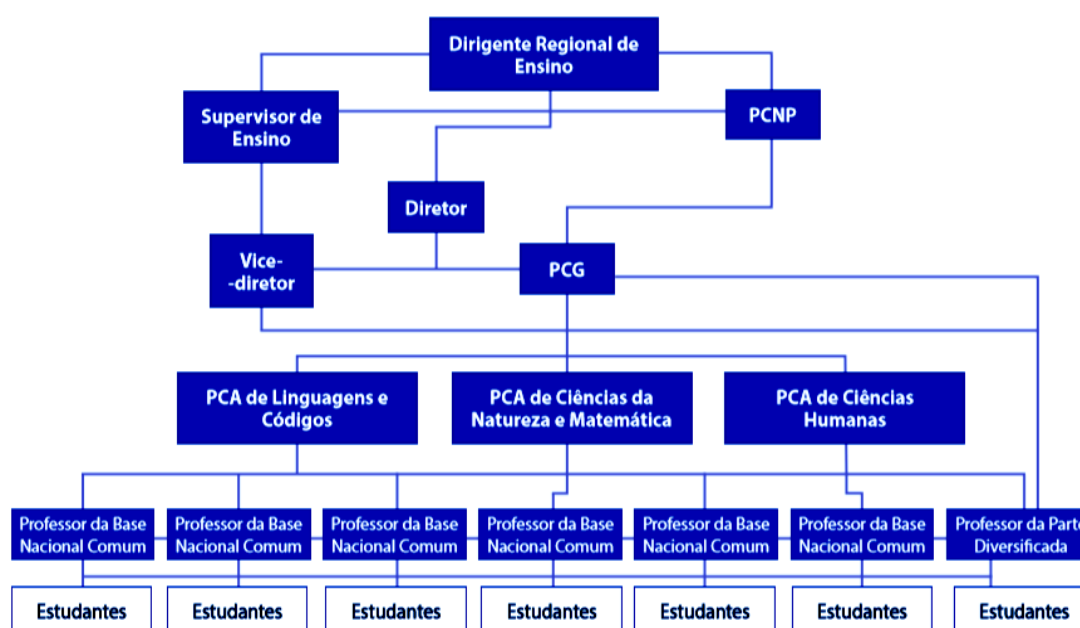 Dirigente Regional de
Ensino
Supervisor de
Ensino
PCNP
Diretor
Vice-
-diretor
PCG
PCA de Linguagens e
Códigos
PCA de Ciências da
Natureza e Matemática
PCA de Ciências
Humanas
Professor da Base
Nacional Comum
Professor da Base
Nacional Comum
Professor da Base
Nacional Comum
Professor da Base
Nacional Comum
Professor da Base
Nacional Comum
Professor da Base
Nacional Comum
Professor da Parte
Diversificada
Estudantes
Estudantes
Estudantes
Estudantes
Estudantes
Estudantes
Estudantes